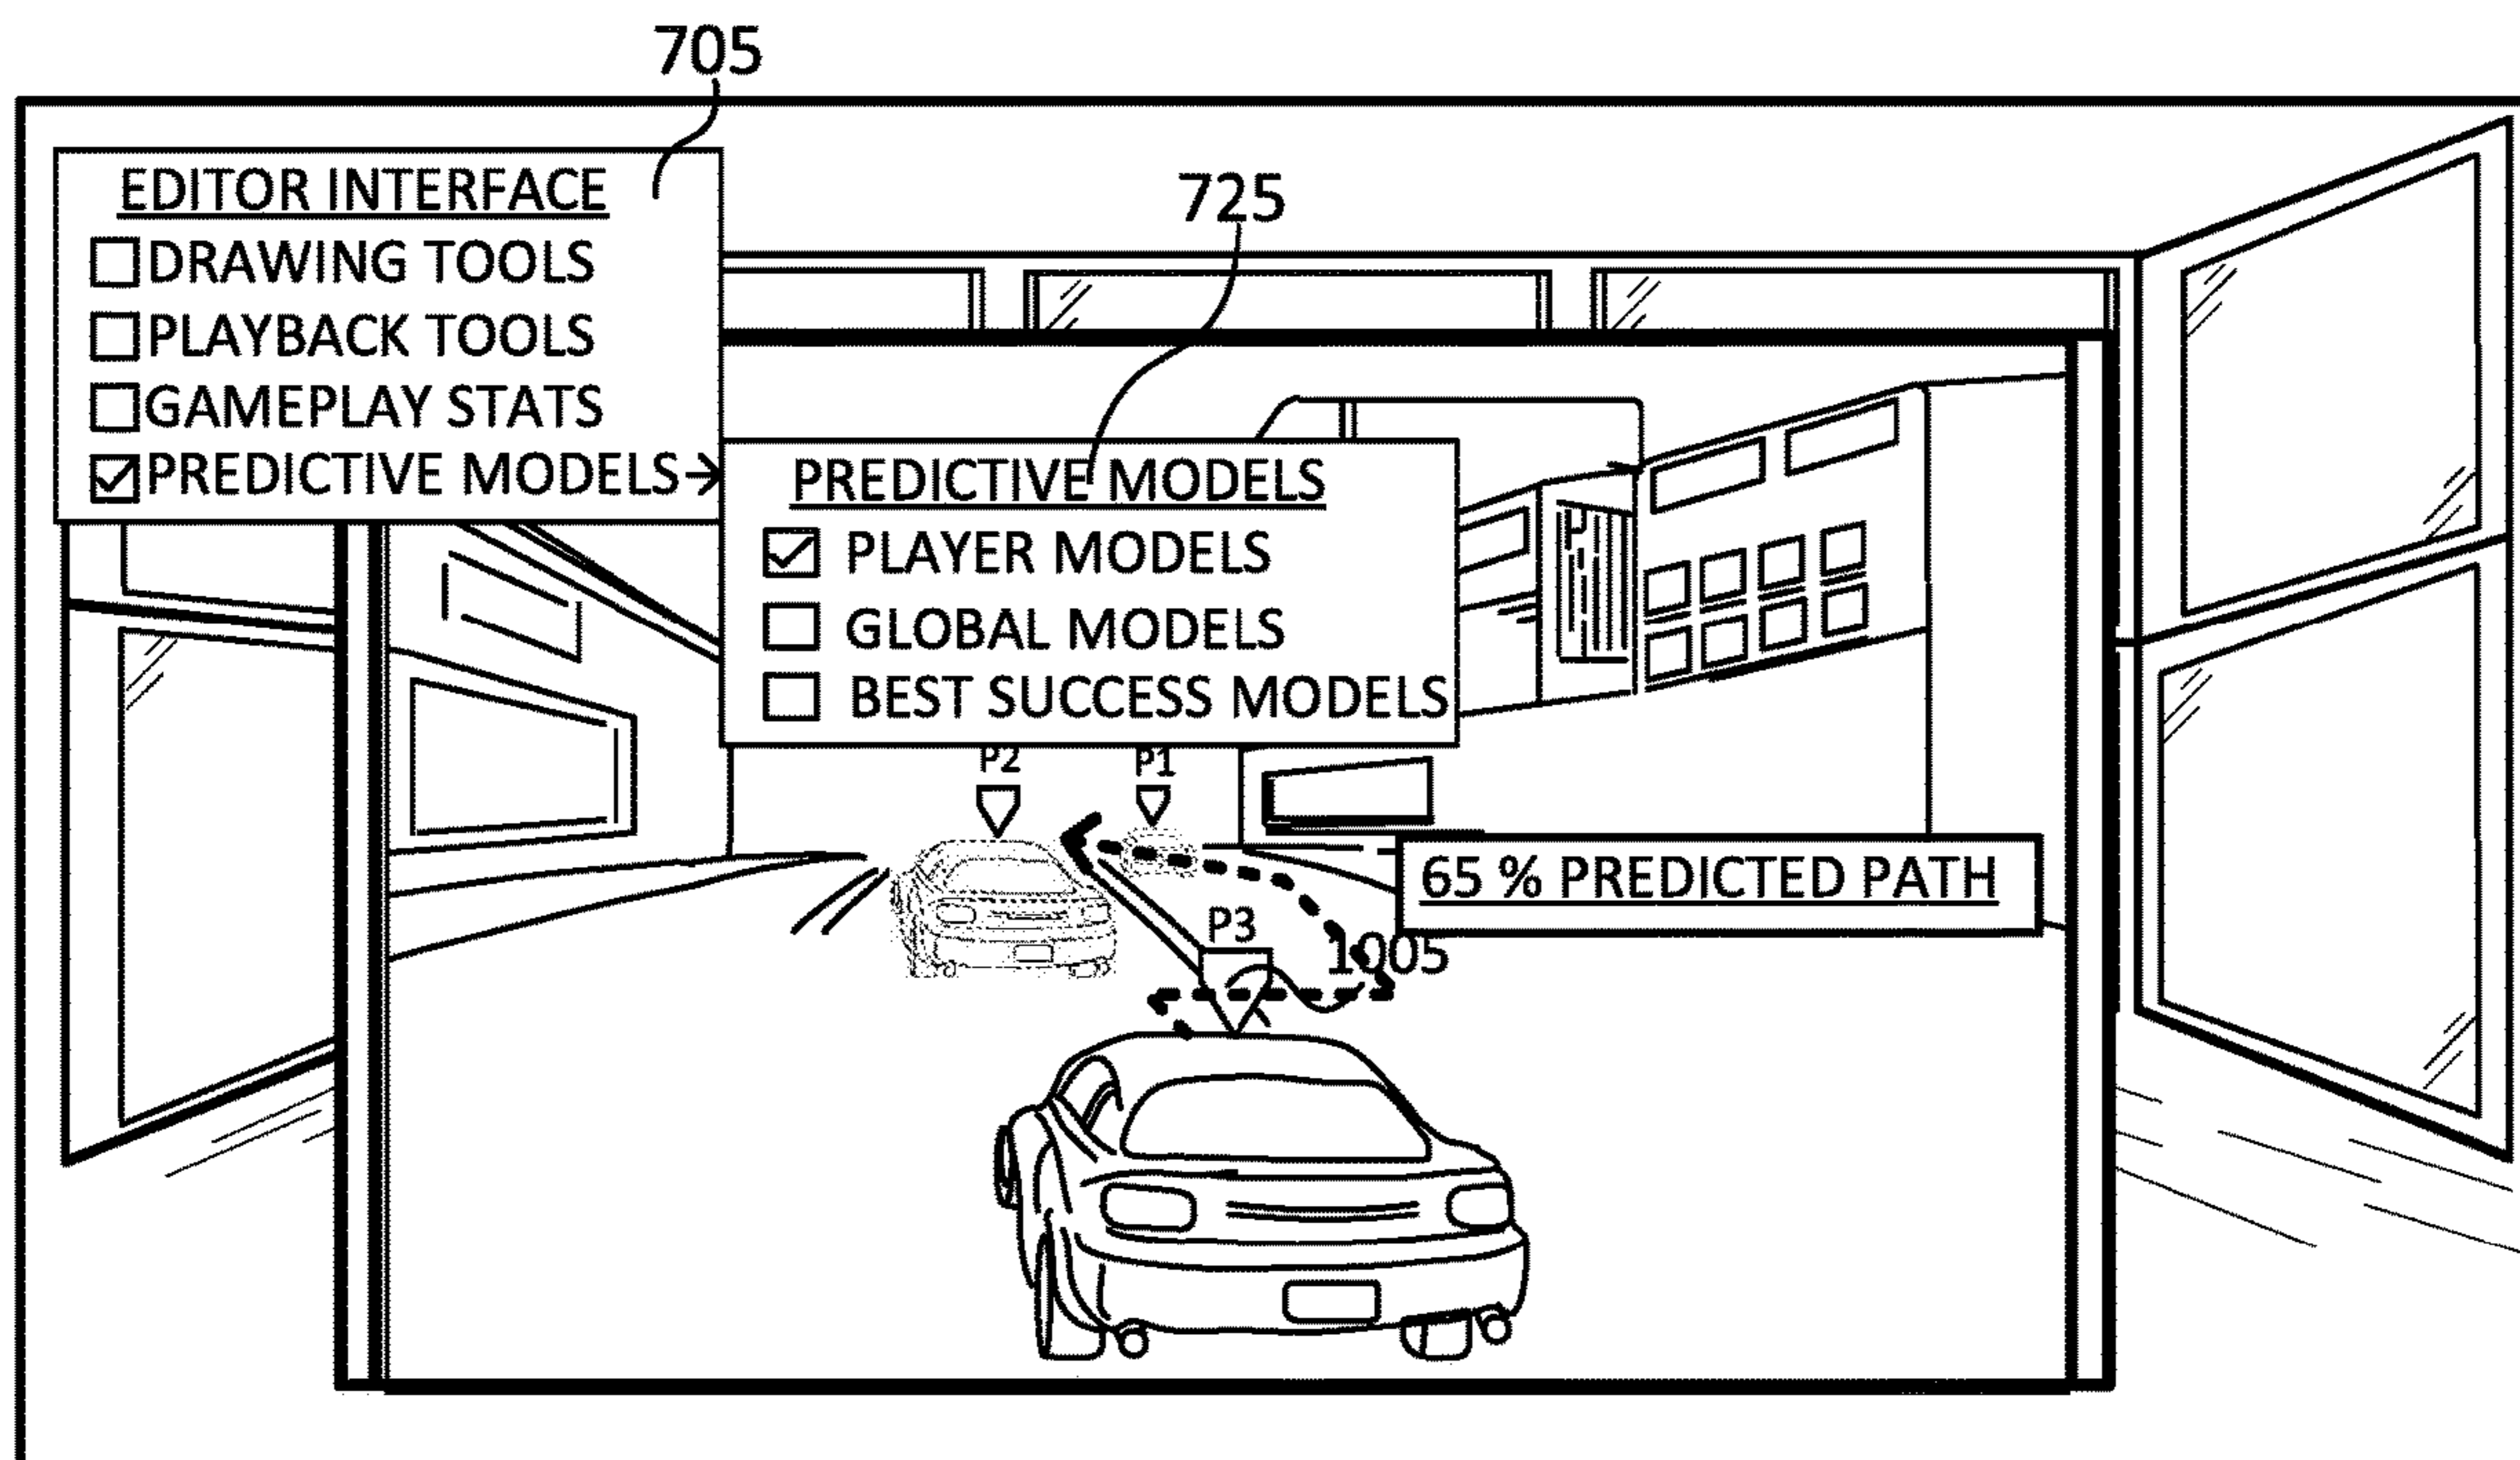 705
EDITOR INTERFACE
DRAWING TOOLS
PLAYBACK TOOLS
GAMEPLAY STATS
PREDICTIVE MODELS→
725
PREDICTIVE MODELS
PLAYER MODELS
GLOBAL MODELS
BEST SUCCESS MODELS
P2
P1
65 % PREDICTED PATH
P3
1005